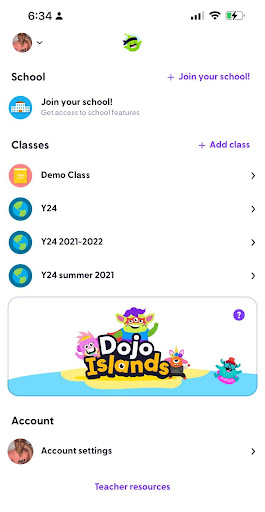 6:34
School
+ Join your school!
Join your school!
Get access to school features
Classes
+ Add class
Demo Class
Y24
Y24 2021-2022
Y24 summer 2021
?
Dojo
Islands
Account
Account settings
Teacher resources